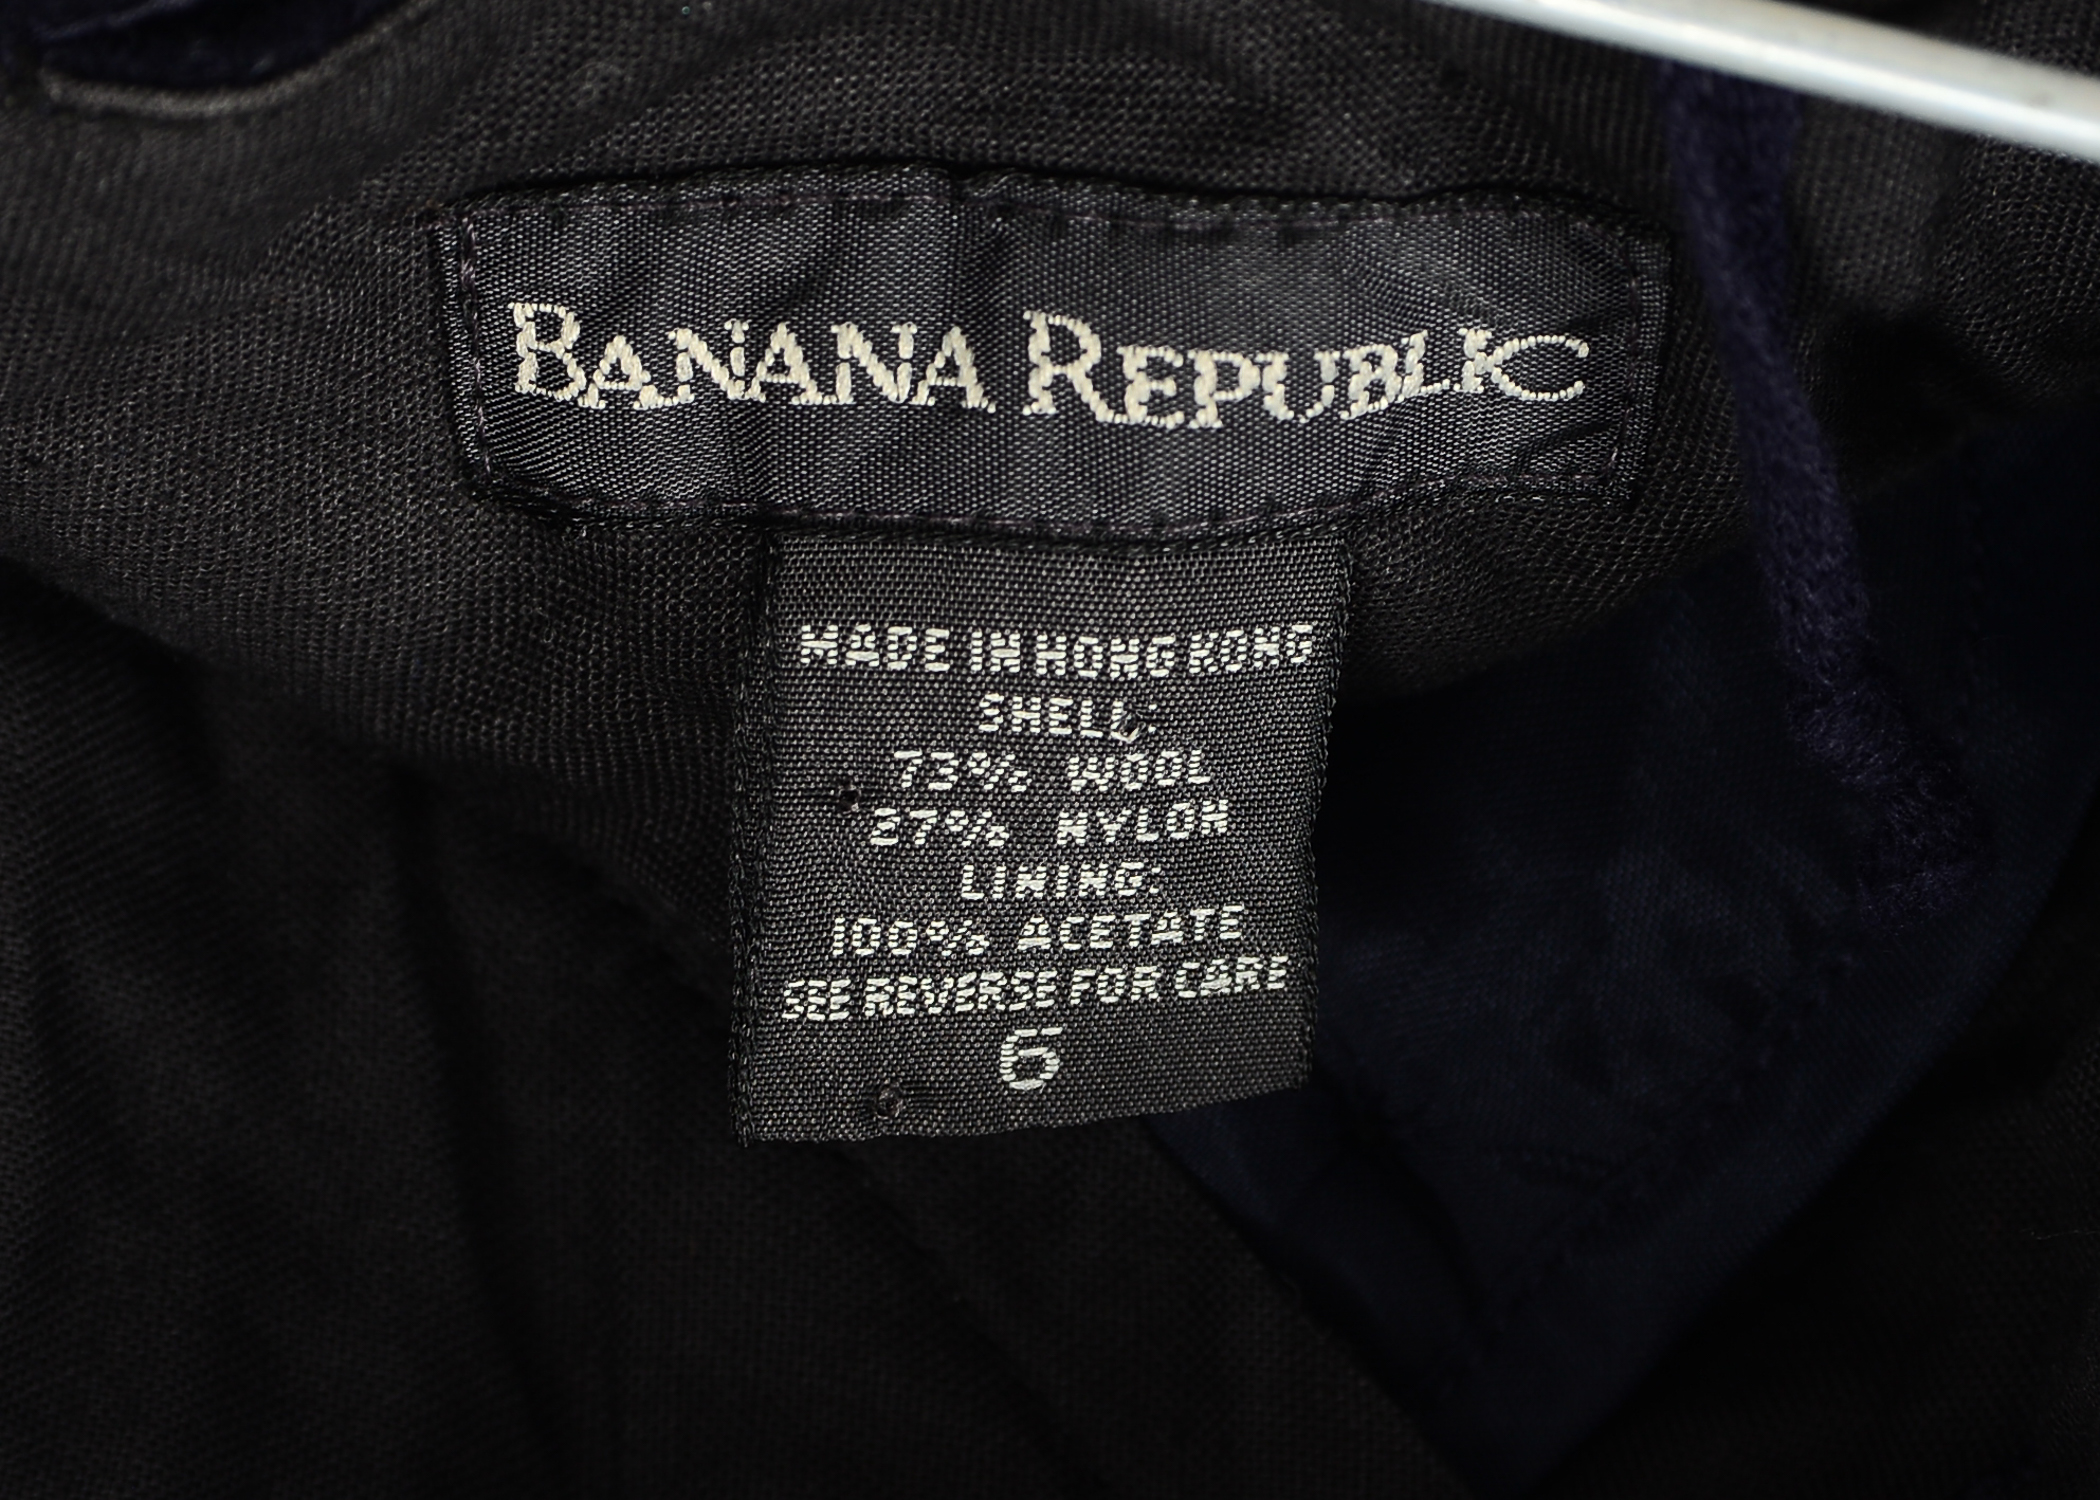 BANANA REPUBLIC
MADE IN HONG KONG
SHELL:
73% WOOL
27% NYLON
LINING:
100% ACETATE
SEE REVERSE FOR CARE
6